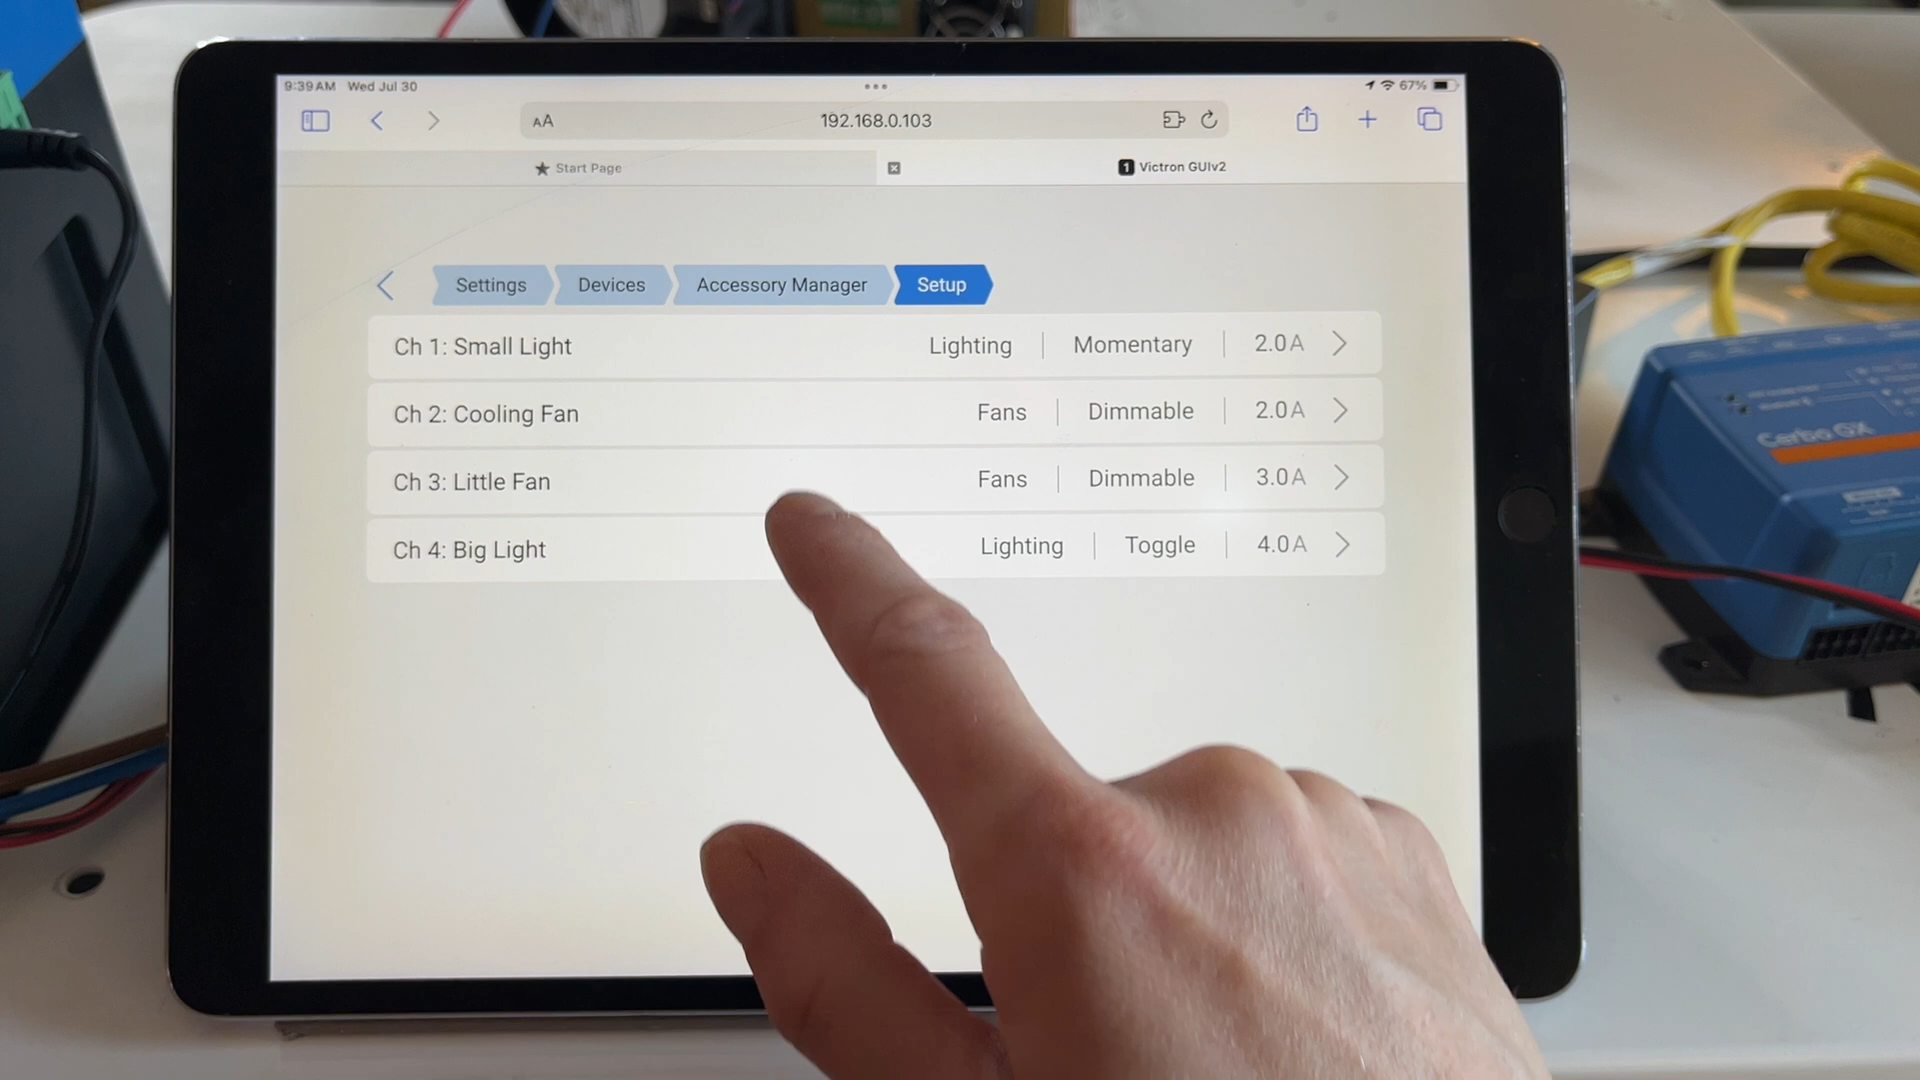 9:39 AM Wed Jul 30
67%
AA
192.168.0.103
Start Page
1 Victron GUIv2
Settings
Devices
Accessory Manager
Setup
Ch 1: Small Light Lighting Momentary 2.0A
Ch 2: Cooling Fan Fans Dimmable 2.0A
Ch 3: Little Fan Fans Dimmable 3.0A
Ch 4: Big Light Lighting Toggle 4.0A
Cerbo GX